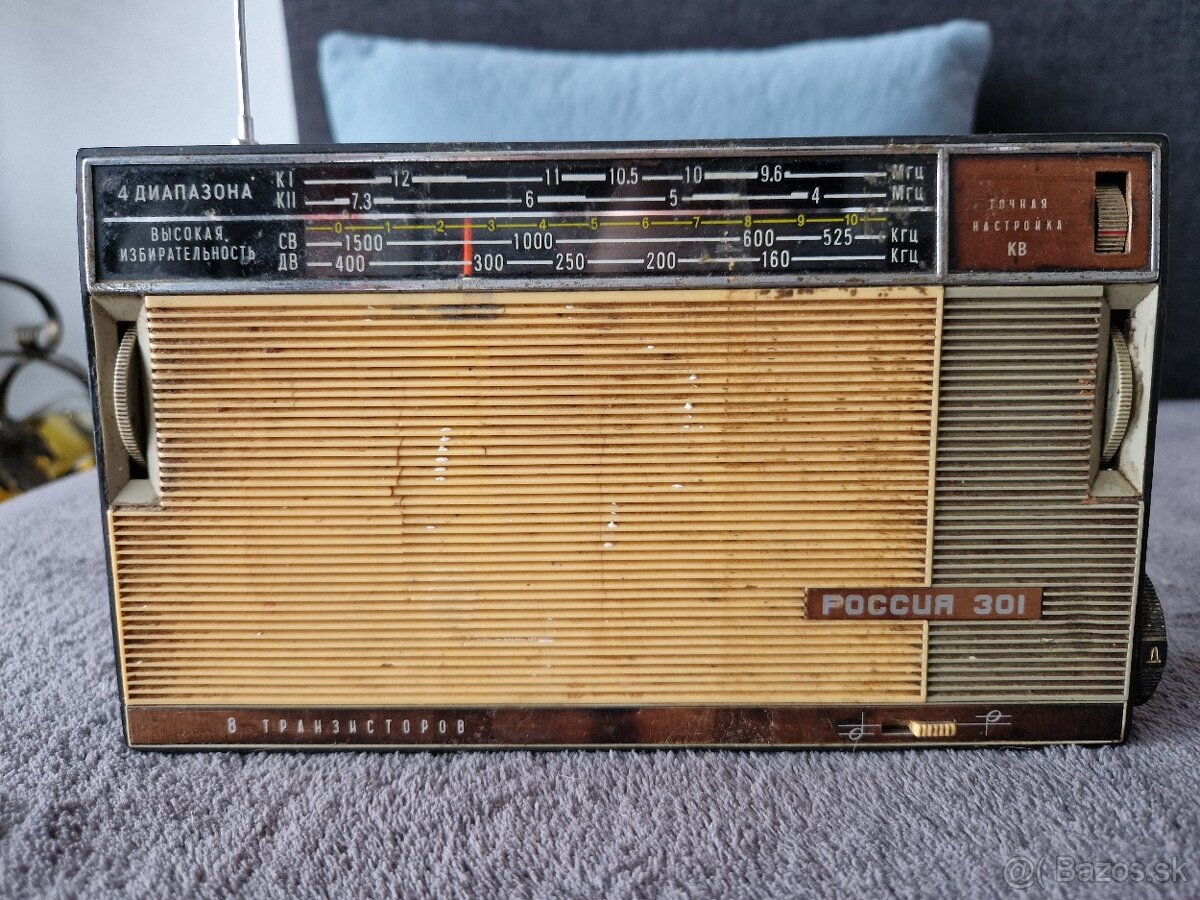 4 ДИАПАЗОНА
ВЫСОКАЯ
ИЗБИРАТЕЛЬНОСТЬ
КI 12 11 10.5 10 9.6 Мгц
КII 7.3 6 5 4 Мгц
0 1 2 3 4 5 6 7 8 9 10
СВ 1500 1000 600 525 Кгц
ДВ 400 300 250 200 160 Кгц
ТОЧНАЯ
НАСТРОЙКА
КВ
РОССИЯ 301
Д
8 ТРАНЗИСТОРОВ
@ Bazos.sk